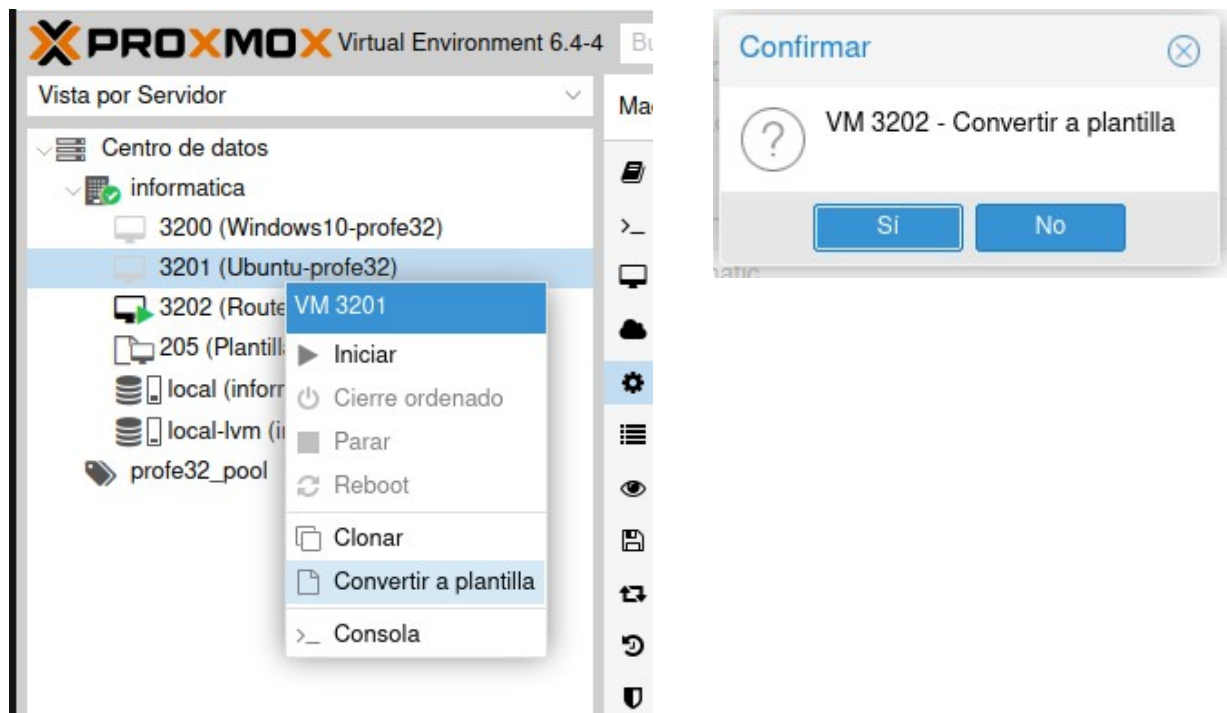 PROXMOX Virtual Environment 6.4-4
Vista por Servidor
Centro de datos
informatica
3200 (Windows10-profe32)
3201 (Ubuntu-profe32)
3202 (Route
205 (Plantill
local (inforr
local-lvm (i
profe32_pool
VM 3201
Iniciar
Cierre ordenado
Parar
Reboot
Clonar
Convertir a plantilla
>_ Consola
Confirmar
VM 3202 - Convertir a plantilla
Sí No